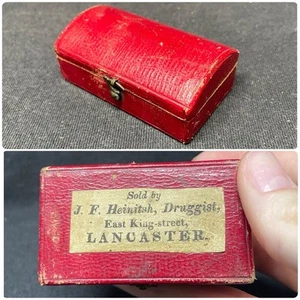 Sold by
J. F. Heinitsh, Druggist,
East King-street,
LANCASTER.